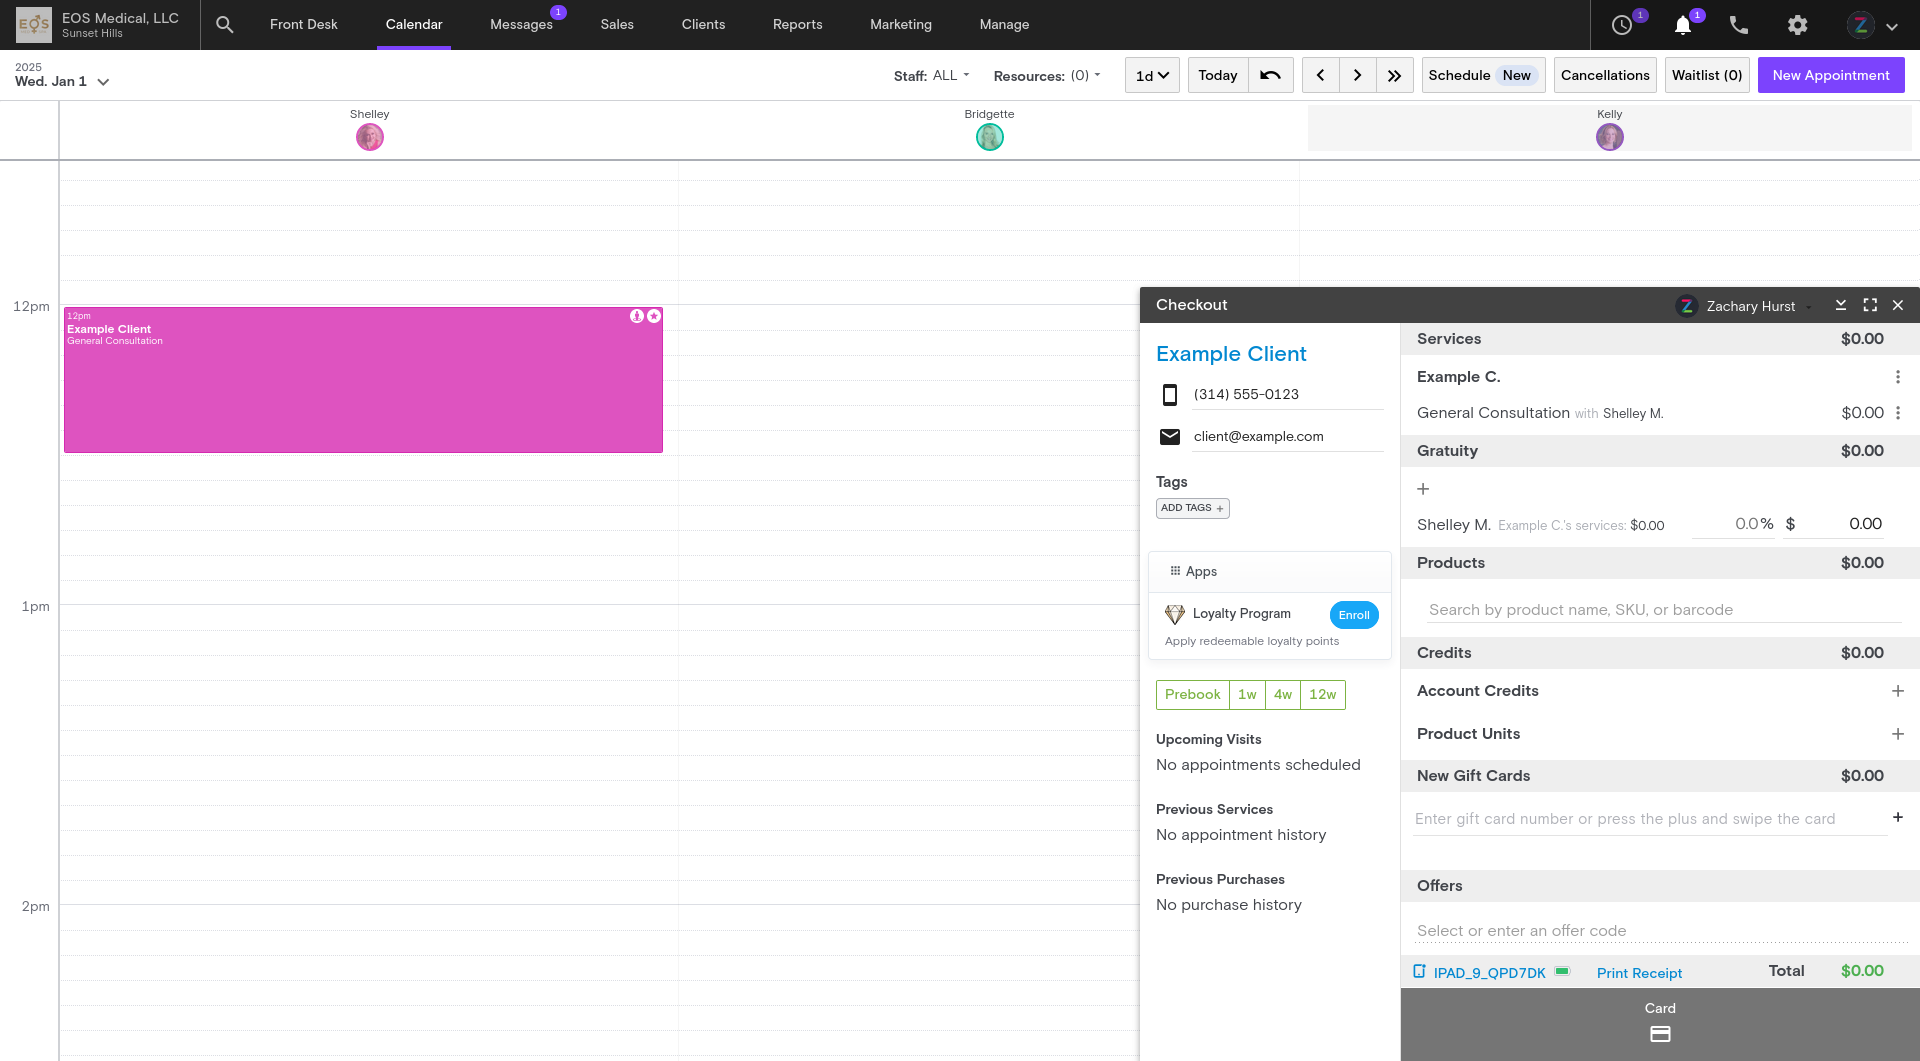 EOS Medical, LLC
Sunset Hills
EOS
Front Desk
Calendar
Messages
1
Sales
Clients
Reports
Marketing
Manage
1
1
Z
2025
Wed. Jan 1
Staff: ALL
Resources: (0)
1d
Today
Schedule New
Cancellations
Waitlist (0)
New Appointment
Shelley
Bridgette
Kelly
12pm
1pm
2pm
12pm
Example Client
General Consultation
Checkout
Z
Zachary Hurst
Example Client
(314) 555-0123
client@example.com
Tags
ADD TAGS +
Apps
Loyalty Program
Enroll
Apply redeemable loyalty points
Prebook 1w 4w 12w
Upcoming Visits
No appointments scheduled
Previous Services
No appointment history
Previous Purchases
No purchase history
Services $0.00
Example C.
General Consultation with Shelley M. $0.00
Gratuity $0.00
+
Shelley M. Example C.'s services: $0.00 0.0% $ 0.00
Products $0.00
Search by product name, SKU, or barcode
Credits $0.00
Account Credits +
Product Units +
New Gift Cards $0.00
Enter gift card number or press the plus and swipe the card +
Offers
Select or enter an offer code
IPAD_9_QPD7DK Print Receipt Total $0.00
Card